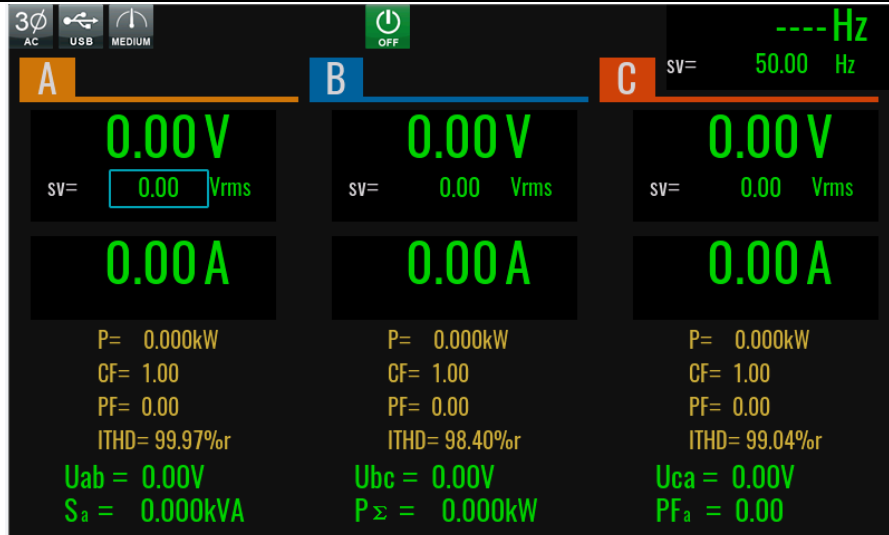 3Ø
AC
USB
MEDIUM
OFF
----Hz
sv= 50.00 Hz
A
B
C
0.00V
sv= 0.00 Vrms
0.00V
sv= 0.00 Vrms
0.00V
sv= 0.00 Vrms
0.00A
0.00A
0.00A
P= 0.000kW
CF= 1.00
PF= 0.00
ITHD= 99.97%r
P= 0.000kW
CF= 1.00
PF= 0.00
ITHD= 98.40%r
P= 0.000kW
CF= 1.00
PF= 0.00
ITHD= 99.04%r
Uab = 0.00V
Sa = 0.000kVA
Ubc = 0.00V
PΣ = 0.000kW
Uca = 0.00V
PFa = 0.00